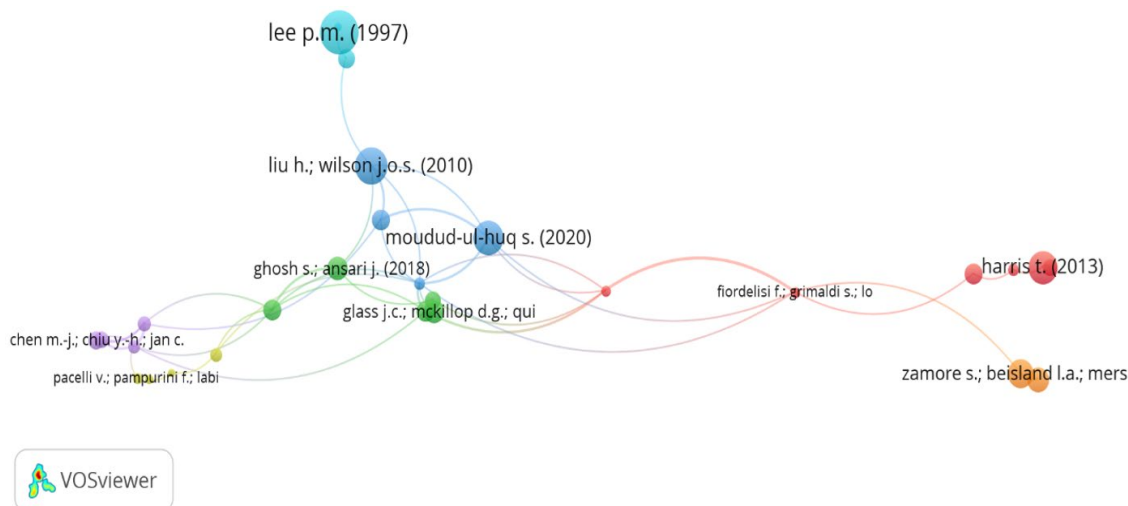 lee p.m. (1997)
liu h.; wilson j.o.s. (2010)
moudud-ul-huq s. (2020)
ghosh s.; ansari j. (2018)
harris t. (2013)
fiordelisi f.; grimaldi s.; lo
glass j.c.; mckillop d.g.; qui
chen m.-j.; chiu y.-h.; jan c.
pacelli v.; pampurini f.; labi
zamore s.; beisland l.a.; mers
VOSviewer